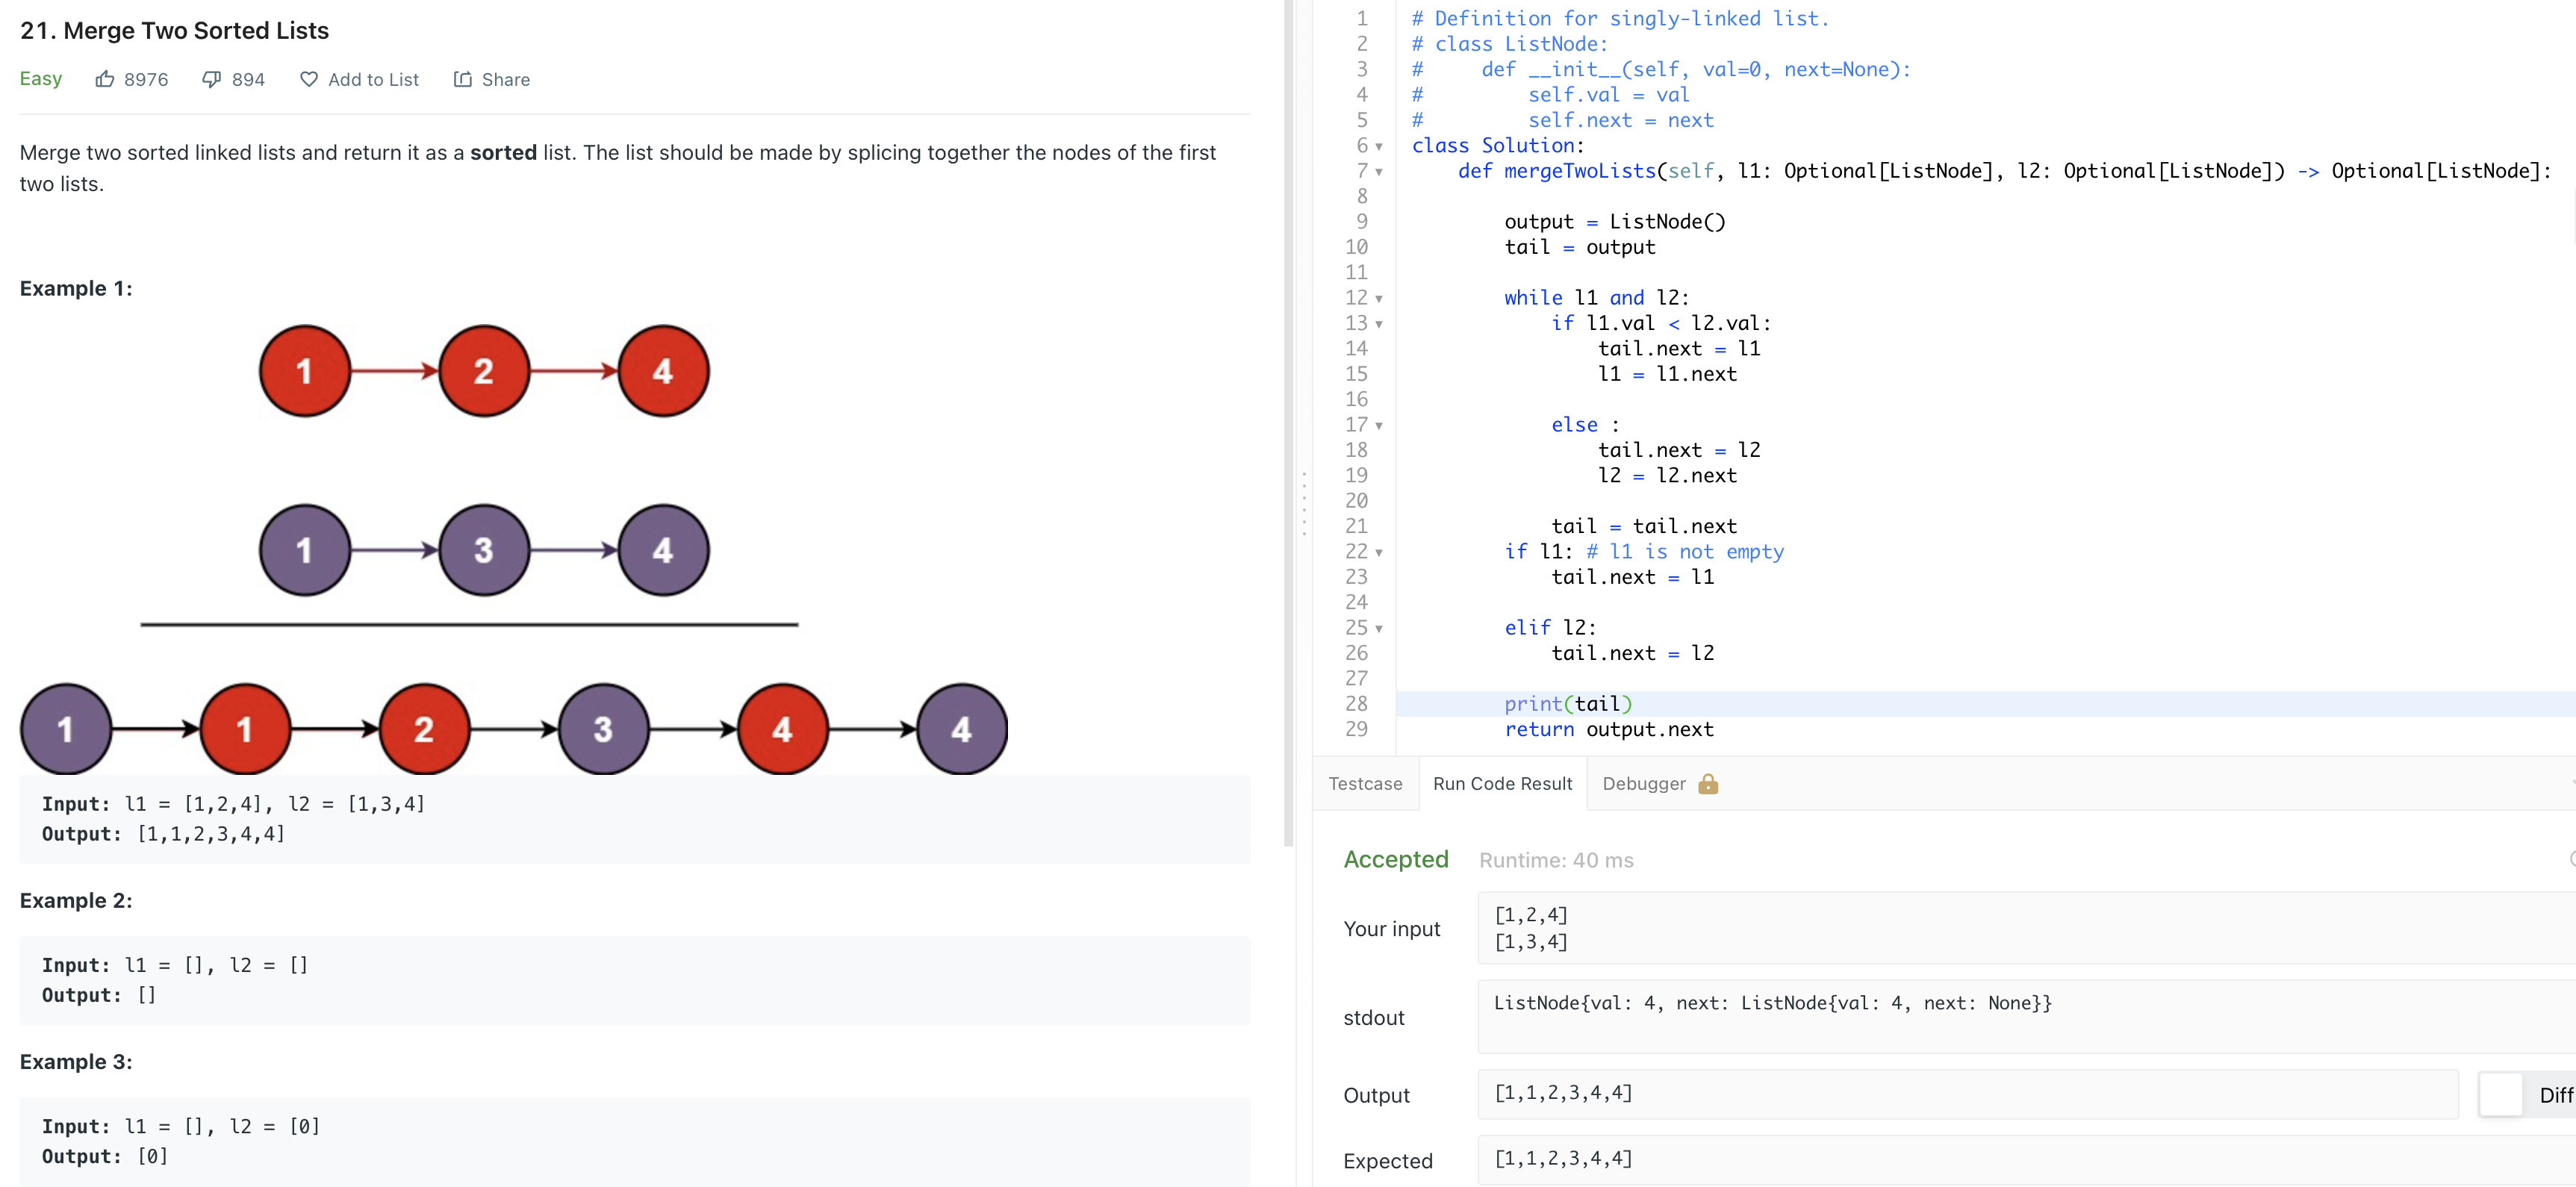 21. Merge Two Sorted Lists
Easy 8976 894 Add to List Share
Merge two sorted linked lists and return it as a sorted list. The list should be made by splicing together the nodes of the first
two lists.
Example 1:
1 2 4
1 3 4
1 1 2 3 4 4
Input: l1 = [1,2,4], l2 = [1,3,4]
Output: [1,1,2,3,4,4]
Example 2:
Input: l1 = [], l2 = []
Output: []
Example 3:
Input: l1 = [], l2 = [0]
Output: [0]
1 # Definition for singly-linked list.
2 # class ListNode:
3 #     def __init__(self, val=0, next=None):
4 #         self.val = val
5 #         self.next = next
6 class Solution:
7     def mergeTwoLists(self, l1: Optional[ListNode], l2: Optional[ListNode]) -> Optional[ListNode]:
8
9         output = ListNode()
10         tail = output
11
12         while l1 and l2:
13             if l1.val < l2.val:
14                 tail.next = l1
15                 l1 = l1.next
16
17             else :
18                 tail.next = l2
19                 l2 = l2.next
20
21             tail = tail.next
22         if l1: # l1 is not empty
23             tail.next = l1
24
25         elif l2:
26             tail.next = l2
27
28         print(tail)
29         return output.next
Testcase Run Code Result Debugger
Accepted Runtime: 40 ms
Your input
[1,2,4]
[1,3,4]
stdout
ListNode{val: 4, next: ListNode{val: 4, next: None}}
Output
[1,1,2,3,4,4]
Diff
Expected
[1,1,2,3,4,4]